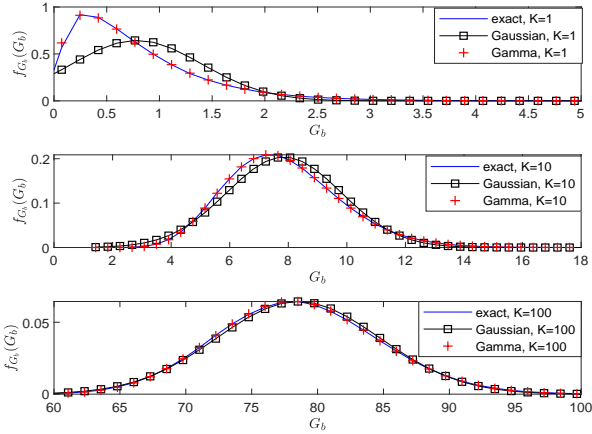 1
0.5
0
f_{G_b}(G_b)
exact, K=1
Gaussian, K=1
Gamma, K=1
0 0.5 1 1.5 2 2.5 3 3.5 4 4.5 5
G_b
0.2
0.1
0
f_{G_b}(G_b)
exact, K=10
Gaussian, K=10
Gamma, K=10
0 2 4 6 8 10 12 14 16 18
G_b
0.05
0
f_{G_b}(G_b)
exact, K=100
Gaussian, K=100
Gamma, K=100
60 65 70 75 80 85 90 95 100
G_b